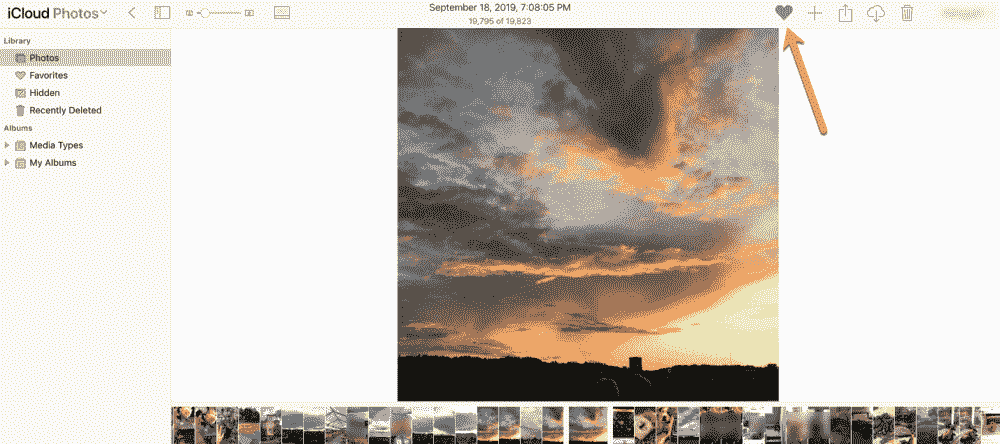 iCloud Photos
September 18, 2019, 7:08:05 PM
19,795 of 19,823
Library
Photos
Favorites
Hidden
Recently Deleted
Albums
Media Types
My Albums